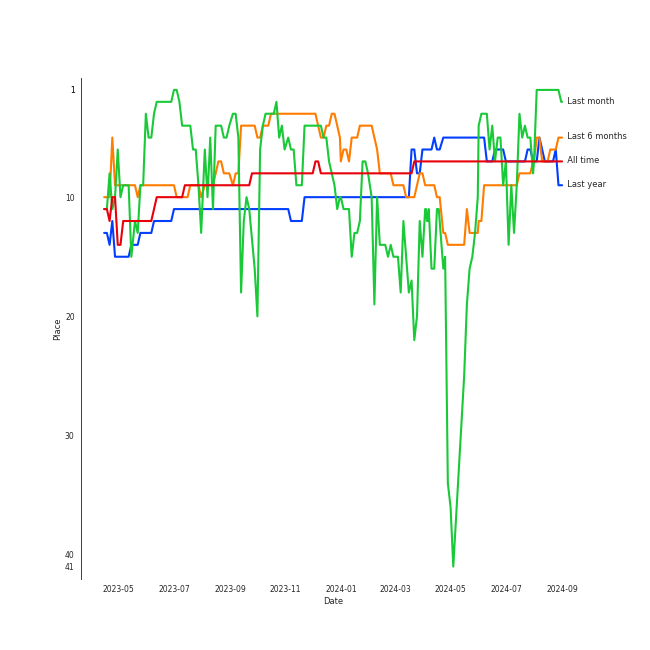 1
10
20
30
40
41
Place
Last month
Last 6 months
All time
Last year
2023-05
2023-07
2023-09
2023-11
2024-01
2024-03
2024-05
2024-07
2024-09
Date